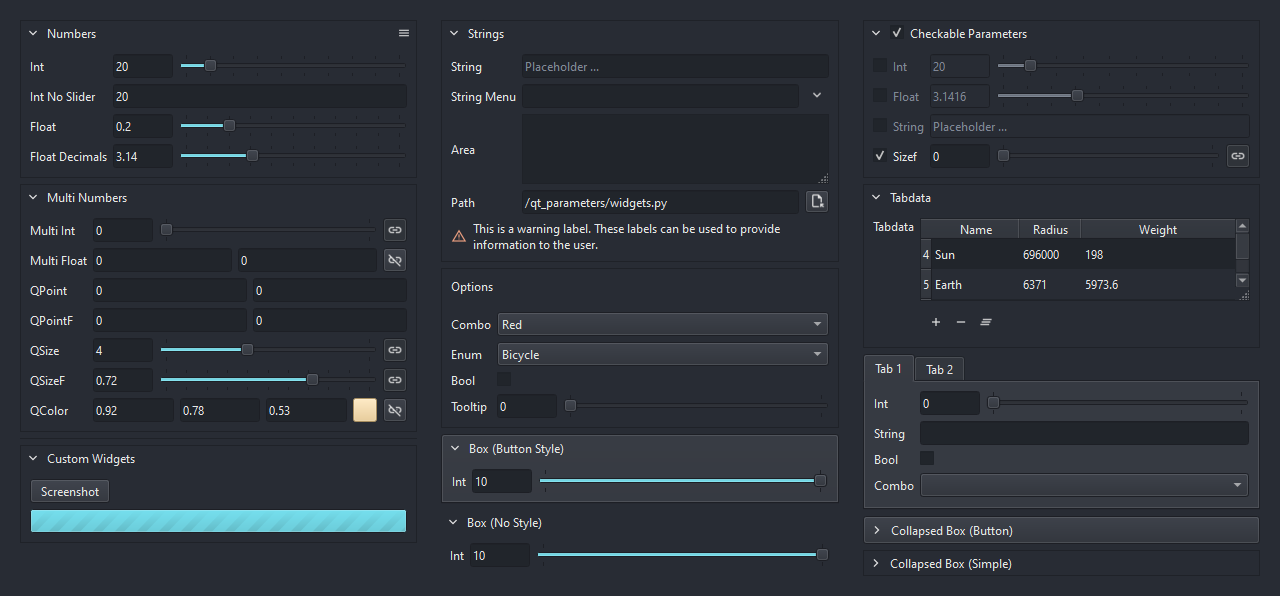 Numbers
Int 20
Int No Slider 20
Float 0.2
Float Decimals 3.14
Multi Numbers
Multi Int 0
Multi Float 0 0
QPoint 0 0
QPointF 0 0
QSize 4
QSizeF 0.72
QColor 0.92 0.78 0.53
Custom Widgets
Screenshot
Strings
String Placeholder ...
String Menu
Area
Path /qt_parameters/widgets.py
This is a warning label. These labels can be used to provide
information to the user.
Options
Combo Red
Enum Bicycle
Bool
Tooltip 0
Box (Button Style)
Int 10
Box (No Style)
Int 10
Checkable Parameters
Int 20
Float 3.1416
String Placeholder ...
Sizef 0
Tabdata
Tabdata Name Radius Weight
4 Sun 696000 198
5 Earth 6371 5973.6
Tab 1 Tab 2
Int 0
String
Bool
Combo
Collapsed Box (Button)
Collapsed Box (Simple)